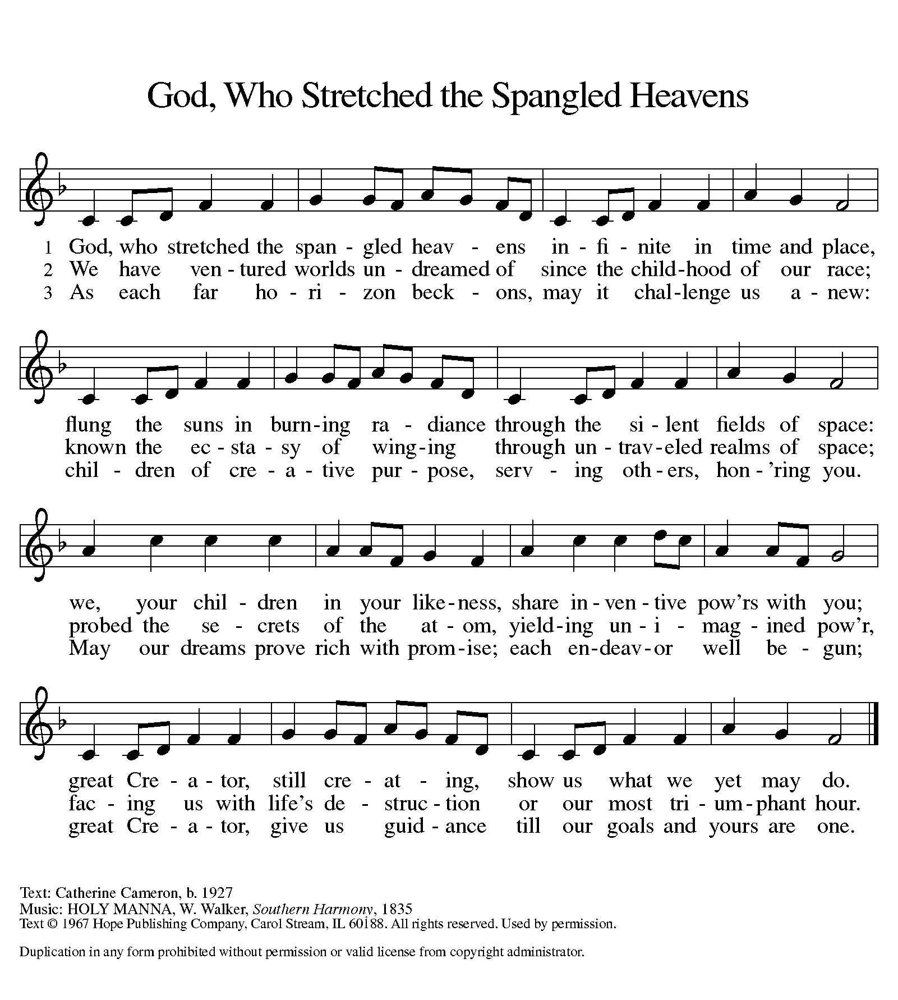 God, Who Stretched the Spangled Heavens
1 God, who stretched the span - gled heav - ens in - fi - nite in time and place,
2 We have ven - tured worlds un - dreamed of since the child - hood of our race;
3 As each far ho - ri - zon beck - ons, may it chal - lenge us a - new:
flung the suns in burn - ing ra - diance through the si - lent fields of space:
known the ec - sta - sy of wing - ing through un - trav - eled realms of space;
chil - dren of cre - a - tive pur - pose, serv - ing oth - ers, hon - 'ring you.
we, your chil - dren in your like - ness, share in - ven - tive pow'rs with you;
probed the se - crets of the at - om, yield - ing un - i - mag - ined pow'r,
May our dreams prove rich with prom - ise; each en - deav - or well be - gun;
great Cre - a - tor, still cre - at - ing, show us what we yet may do.
fac - ing us with life's de - struc - tion or our most tri - um - phant hour.
great Cre - a - tor, give us guid - ance till our goals and yours are one.
Text: Catherine Cameron, b. 1927
Music: HOLY MANNA, W. Walker, Southern Harmony, 1835
Text © 1967 Hope Publishing Company, Carol Stream, IL 60188. All rights reserved. Used by permission.
Duplication in any form prohibited without permission or valid license from copyright administrator.